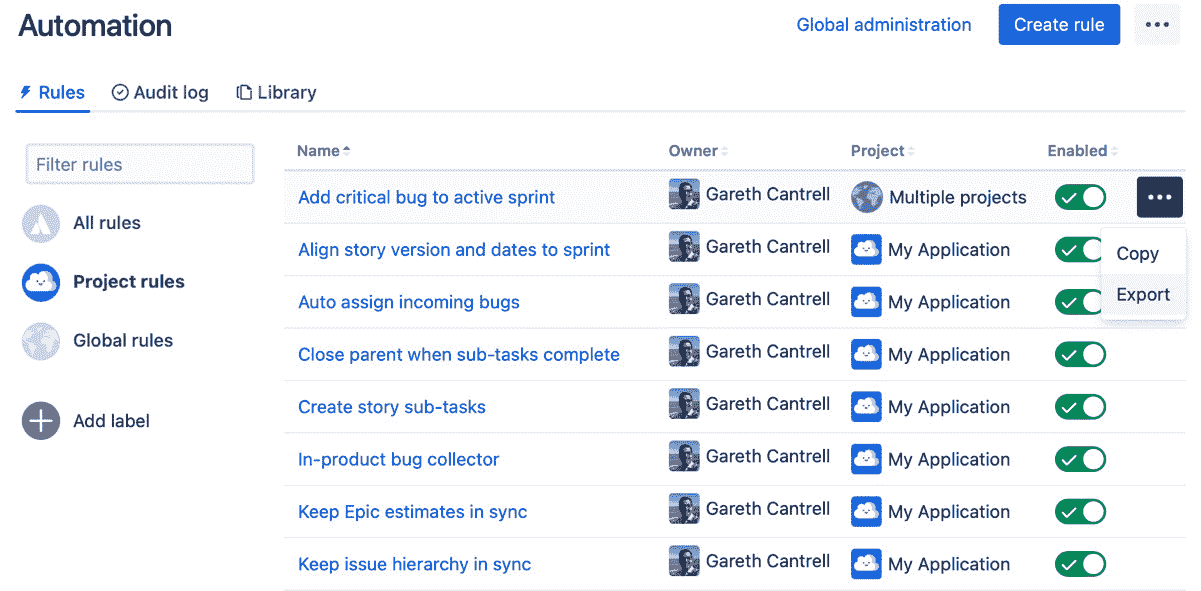 Automation
Global administration
Create rule
Rules
Audit log
Library
Filter rules
All rules
Project rules
Global rules
Add label
Name Owner Project Enabled
Add critical bug to active sprint Gareth Cantrell Multiple projects
Align story version and dates to sprint Gareth Cantrell My Application
Copy
Auto assign incoming bugs Gareth Cantrell My Application
Export
Close parent when sub-tasks complete Gareth Cantrell My Application
Create story sub-tasks Gareth Cantrell My Application
In-product bug collector Gareth Cantrell My Application
Keep Epic estimates in sync Gareth Cantrell My Application
Keep issue hierarchy in sync Gareth Cantrell My Application